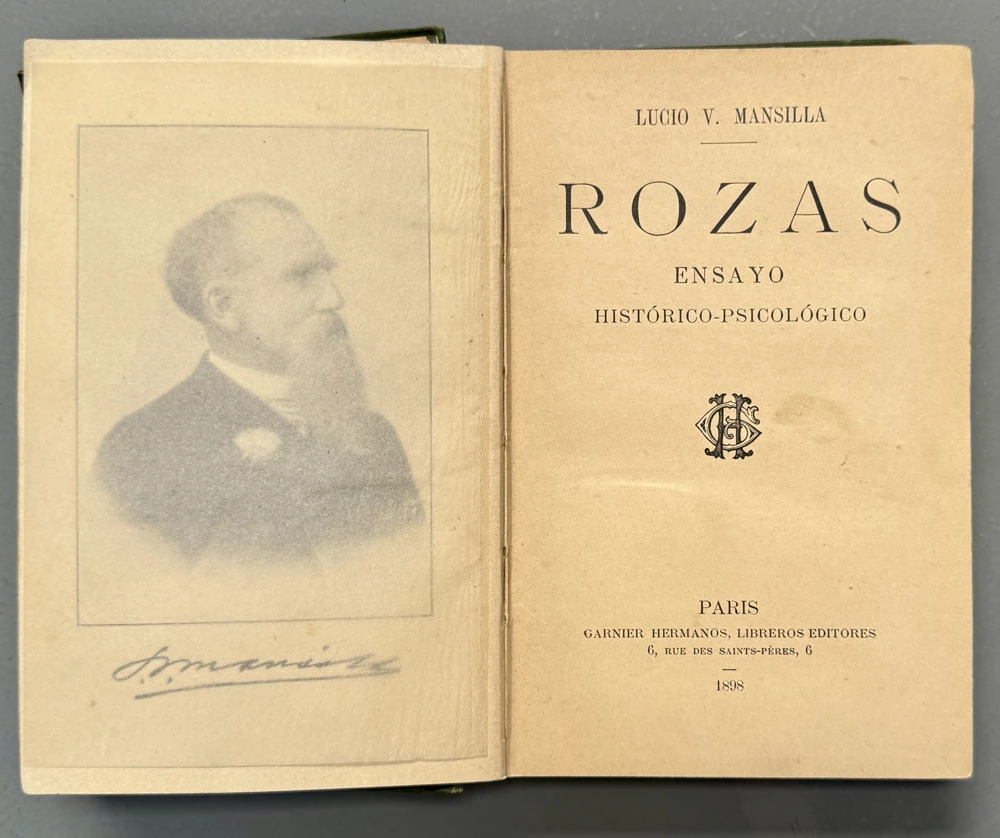 LUCIO V. MANSILLA
ROZAS
ENSAYO
HISTÓRICO-PSICOLÓGICO
PARIS
GARNIER HERMANOS, LIBREROS EDITORES
6, RUE DES SAINTS-PÈRES, 6
1898